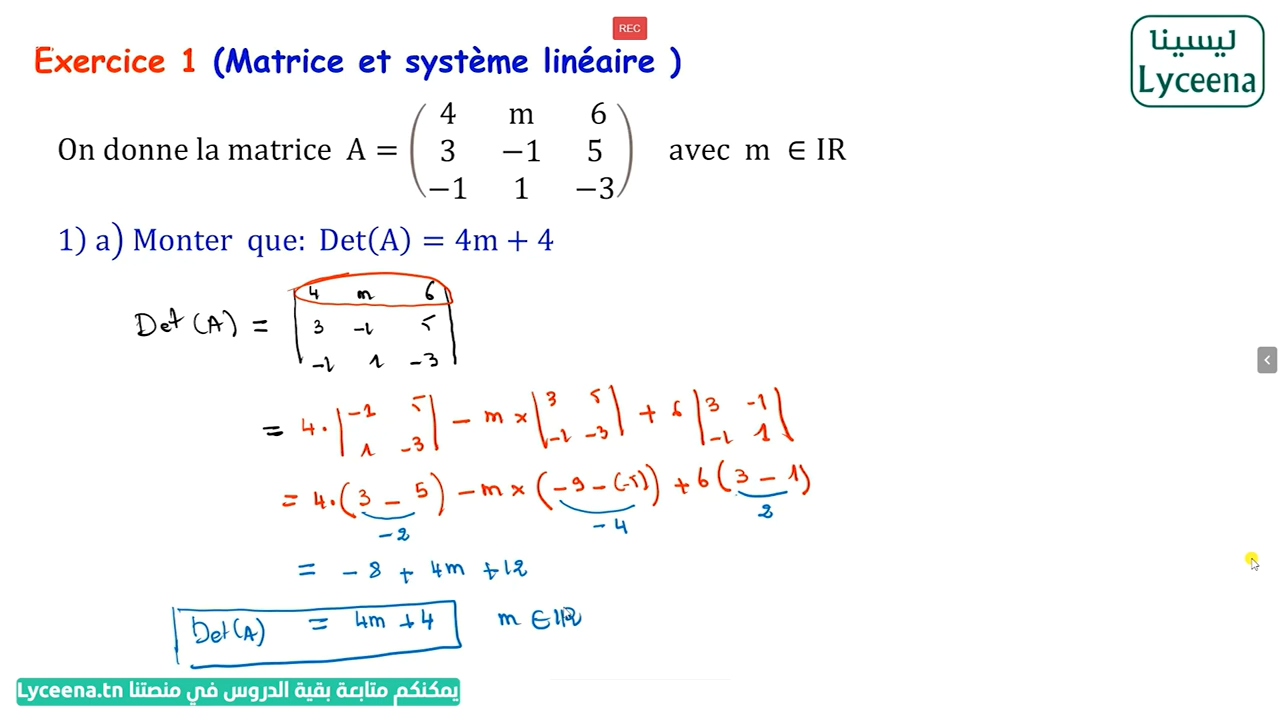 REC
ليسينا
Lyceena
Exercice 1 (Matrice et système linéaire )
4 m 6
On donne la matrice A = 3 −1 5 avec m ∈ IR
−1 1 −3
1) a) Monter que: Det(A) = 4m + 4
4 m 6
Det(A) = 3 -1 5
-1 1 -3
= 4. |-1 5| - m × |3 5| + 6 |3 -1|
|1 -3| |-1 -3| |-1 1|
= 4. (3 - 5) - m × (-9 - (-5)) + 6 (3 - 1)
-2 -4 2
= - 8 + 4m + 12
Det(A) = 4m + 4 m ∈ IR
يمكنكم متابعة بقية الدروس في منصتنا Lyceena.tn